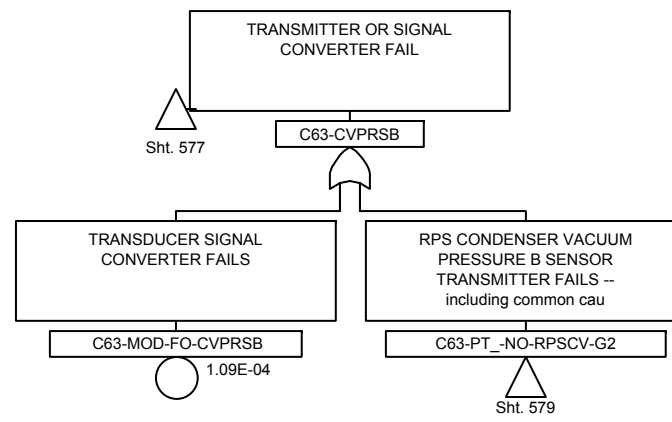 TRANSMITTER OR SIGNAL
CONVERTER FAIL
Sht. 577
C63-CVPRSB
TRANSDUCER SIGNAL
CONVERTER FAILS
C63-MOD-FO-CVPRSB
1.09E-04
RPS CONDENSER VACUUM
PRESSURE B SENSOR
TRANSMITTER FAILS --
including common cau
C63-PT_-NO-RPSCV-G2
Sht. 579